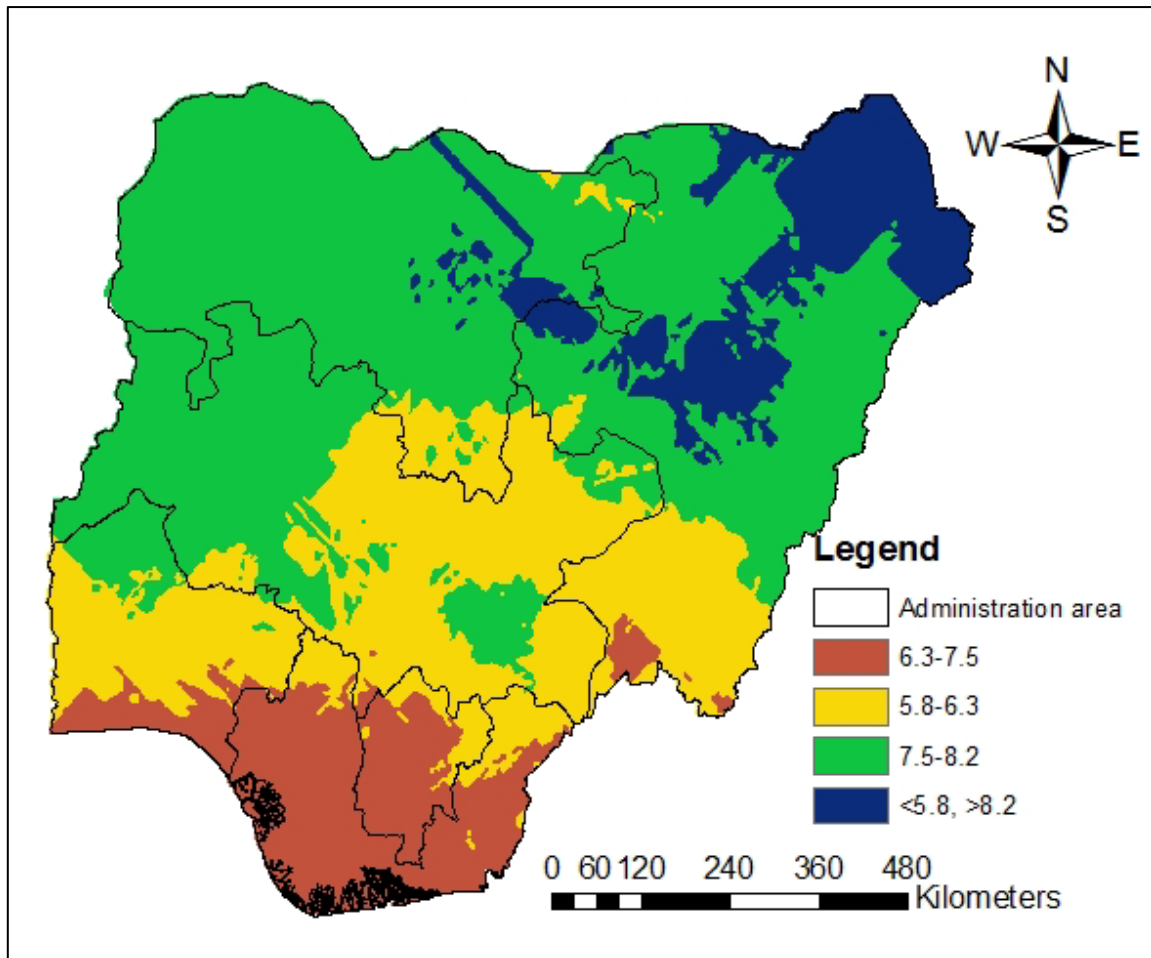 N
W E
S
Legend
Administration area
6.3-7.5
5.8-6.3
7.5-8.2
<5.8, >8.2
0 60 120 240 360 480
Kilometers